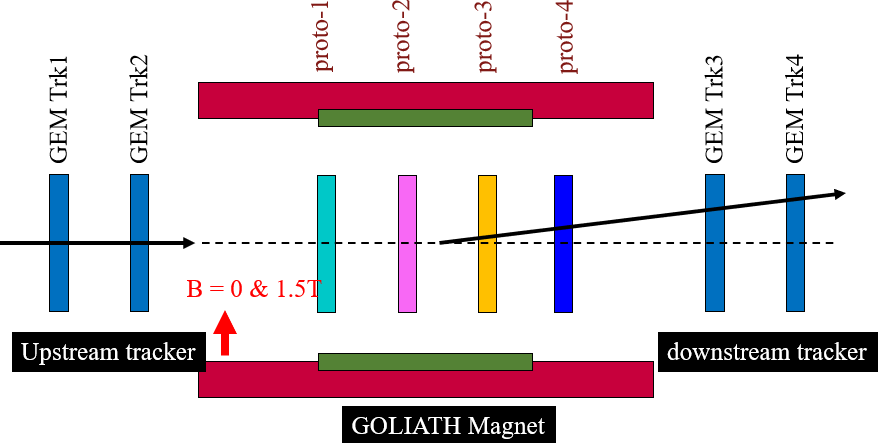 GEM Trk1
GEM Trk2
proto-1
proto-2
proto-3
proto-4
GEM Trk3
GEM Trk4
B = 0 & 1.5T
Upstream tracker
downstream tracker
GOLIATH Magnet